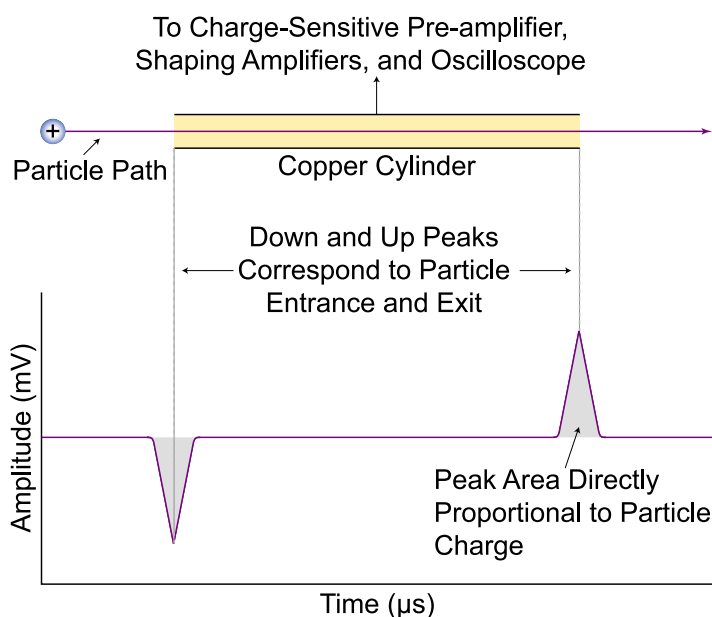 To Charge-Sensitive Pre-amplifier,
Shaping Amplifiers, and Oscilloscope
+
Particle Path
Copper Cylinder
Down and Up Peaks
Correspond to Particle
Entrance and Exit
Amplitude (mV)
Peak Area Directly
Proportional to Particle
Charge
Time (µs)